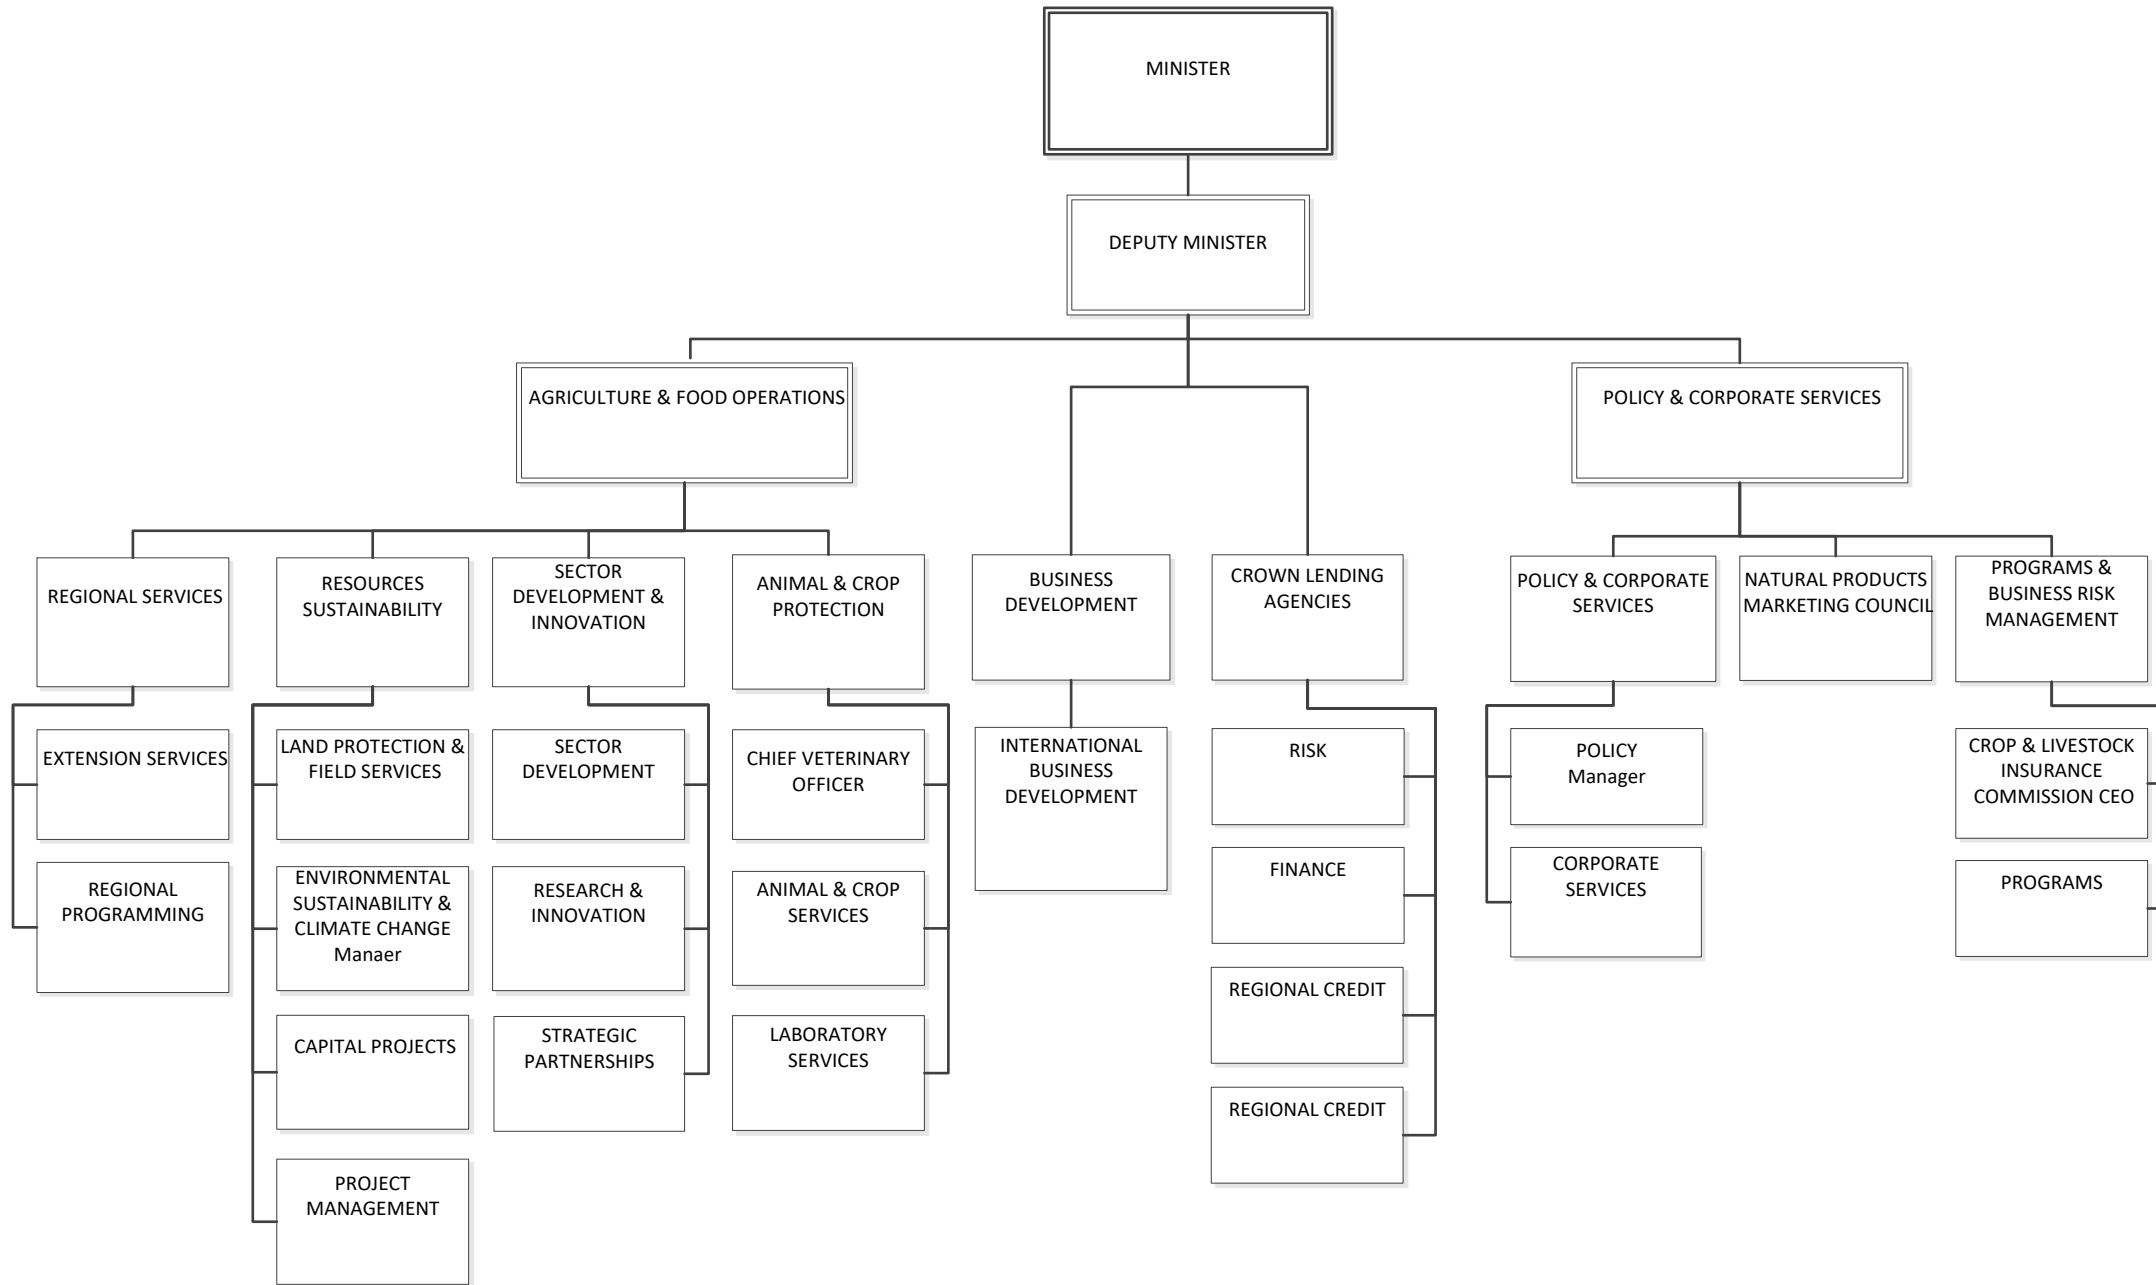 MINISTER
DEPUTY MINISTER
AGRICULTURE & FOOD OPERATIONS
POLICY & CORPORATE SERVICES
REGIONAL SERVICES
RESOURCES
SUSTAINABILITY
SECTOR
DEVELOPMENT &
INNOVATION
ANIMAL & CROP
PROTECTION
BUSINESS
DEVELOPMENT
CROWN LENDING
AGENCIES
POLICY & CORPORATE
SERVICES
NATURAL PRODUCTS
MARKETING COUNCIL
PROGRAMS &
BUSINESS RISK
MANAGEMENT
EXTENSION SERVICES
LAND PROTECTION &
FIELD SERVICES
SECTOR
DEVELOPMENT
CHIEF VETERINARY
OFFICER
INTERNATIONAL
BUSINESS
DEVELOPMENT
RISK
POLICY
Manager
CROP & LIVESTOCK
INSURANCE
COMMISSION CEO
REGIONAL
PROGRAMMING
ENVIRONMENTAL
SUSTAINABILITY &
CLIMATE CHANGE
Manaer
RESEARCH &
INNOVATION
ANIMAL & CROP
SERVICES
FINANCE
CORPORATE
SERVICES
PROGRAMS
CAPITAL PROJECTS
STRATEGIC
PARTNERSHIPS
LABORATORY
SERVICES
REGIONAL CREDIT
REGIONAL CREDIT
PROJECT
MANAGEMENT